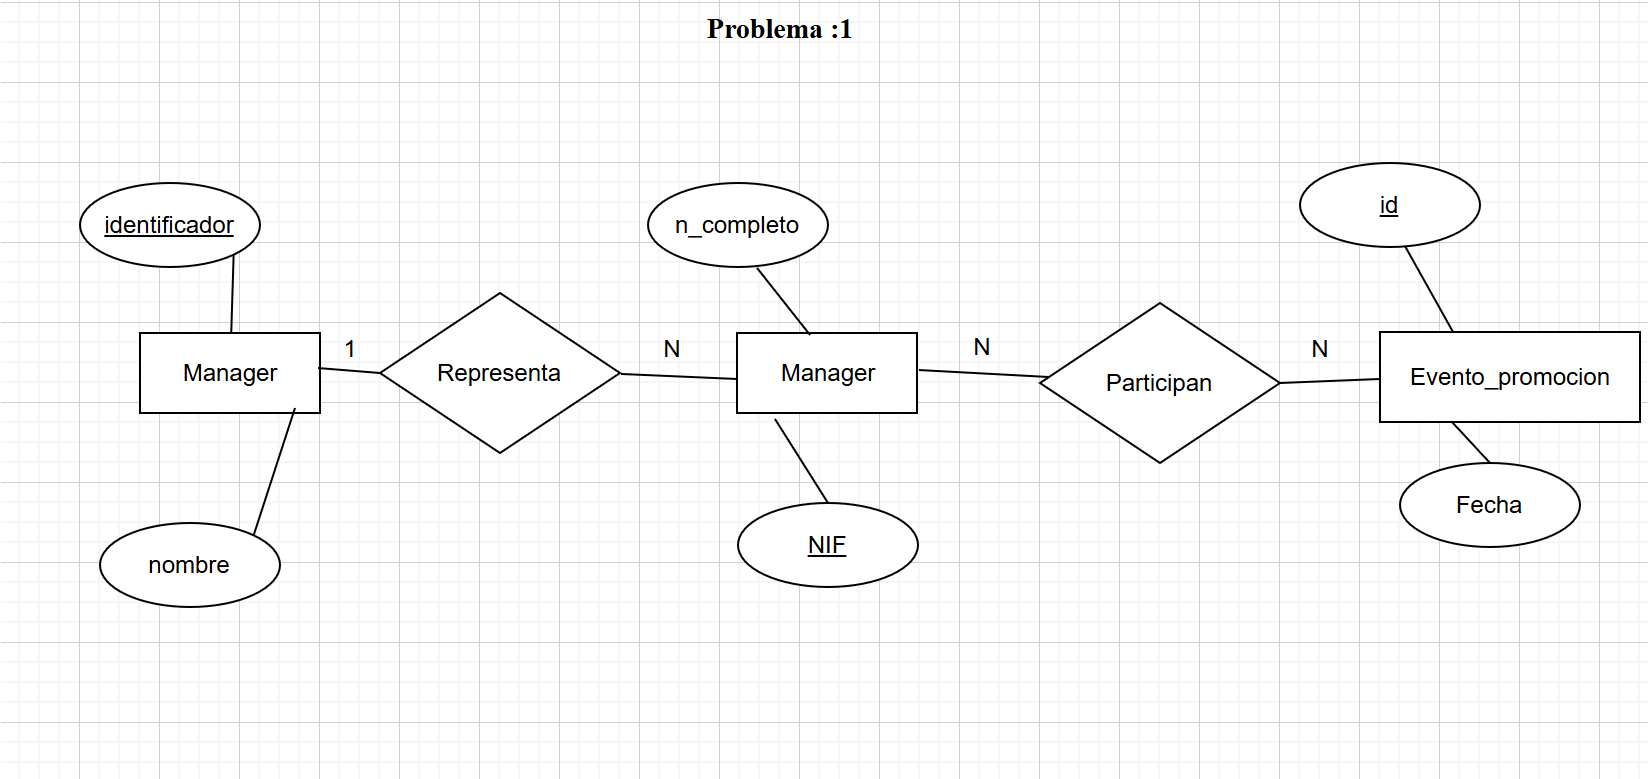 Problema :1
identificador
n_completo
id
Manager
1
Representa
N
Manager
N
Participan
N
Evento_promocion
nombre
NIF
Fecha